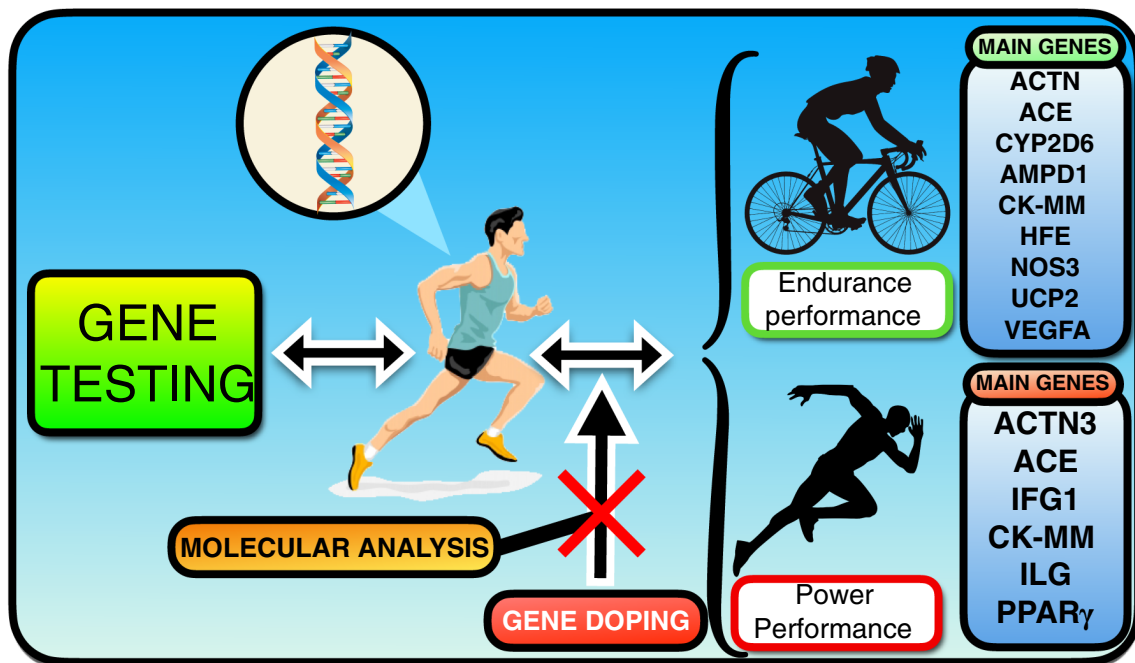 GENE
TESTING
MOLECULAR ANALYSIS
GENE DOPING
Endurance
performance
MAIN GENES
ACTN
ACE
CYP2D6
AMPD1
CK-MM
HFE
NOS3
UCP2
VEGFA
Power
Performance
MAIN GENES
ACTN3
ACE
IFG1
CK-MM
ILG
PPARγ